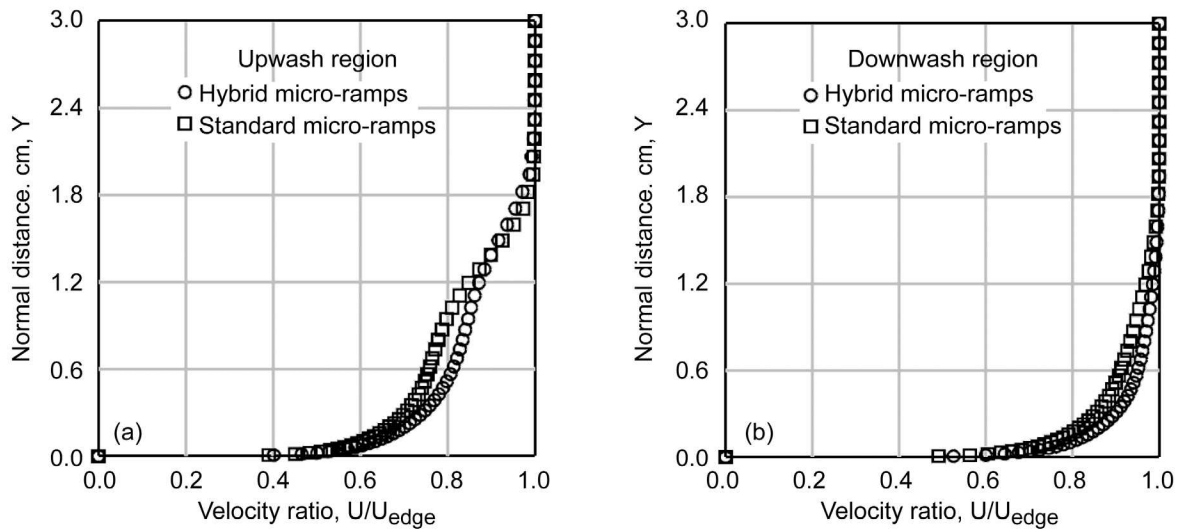 3.0
2.4
1.8
1.2
0.6
0.0
Normal distance. cm, Y
Upwash region
Hybrid micro-ramps
Standard micro-ramps
(a)
0.0 0.2 0.4 0.6 0.8 1.0
Velocity ratio, U/Uedge
3.0
2.4
1.8
1.2
0.6
0.0
Normal distance. cm, Y
Downwash region
Hybrid micro-ramps
Standard micro-ramps
(b)
0.0 0.2 0.4 0.6 0.8 1.0
Velocity ratio, U/Uedge